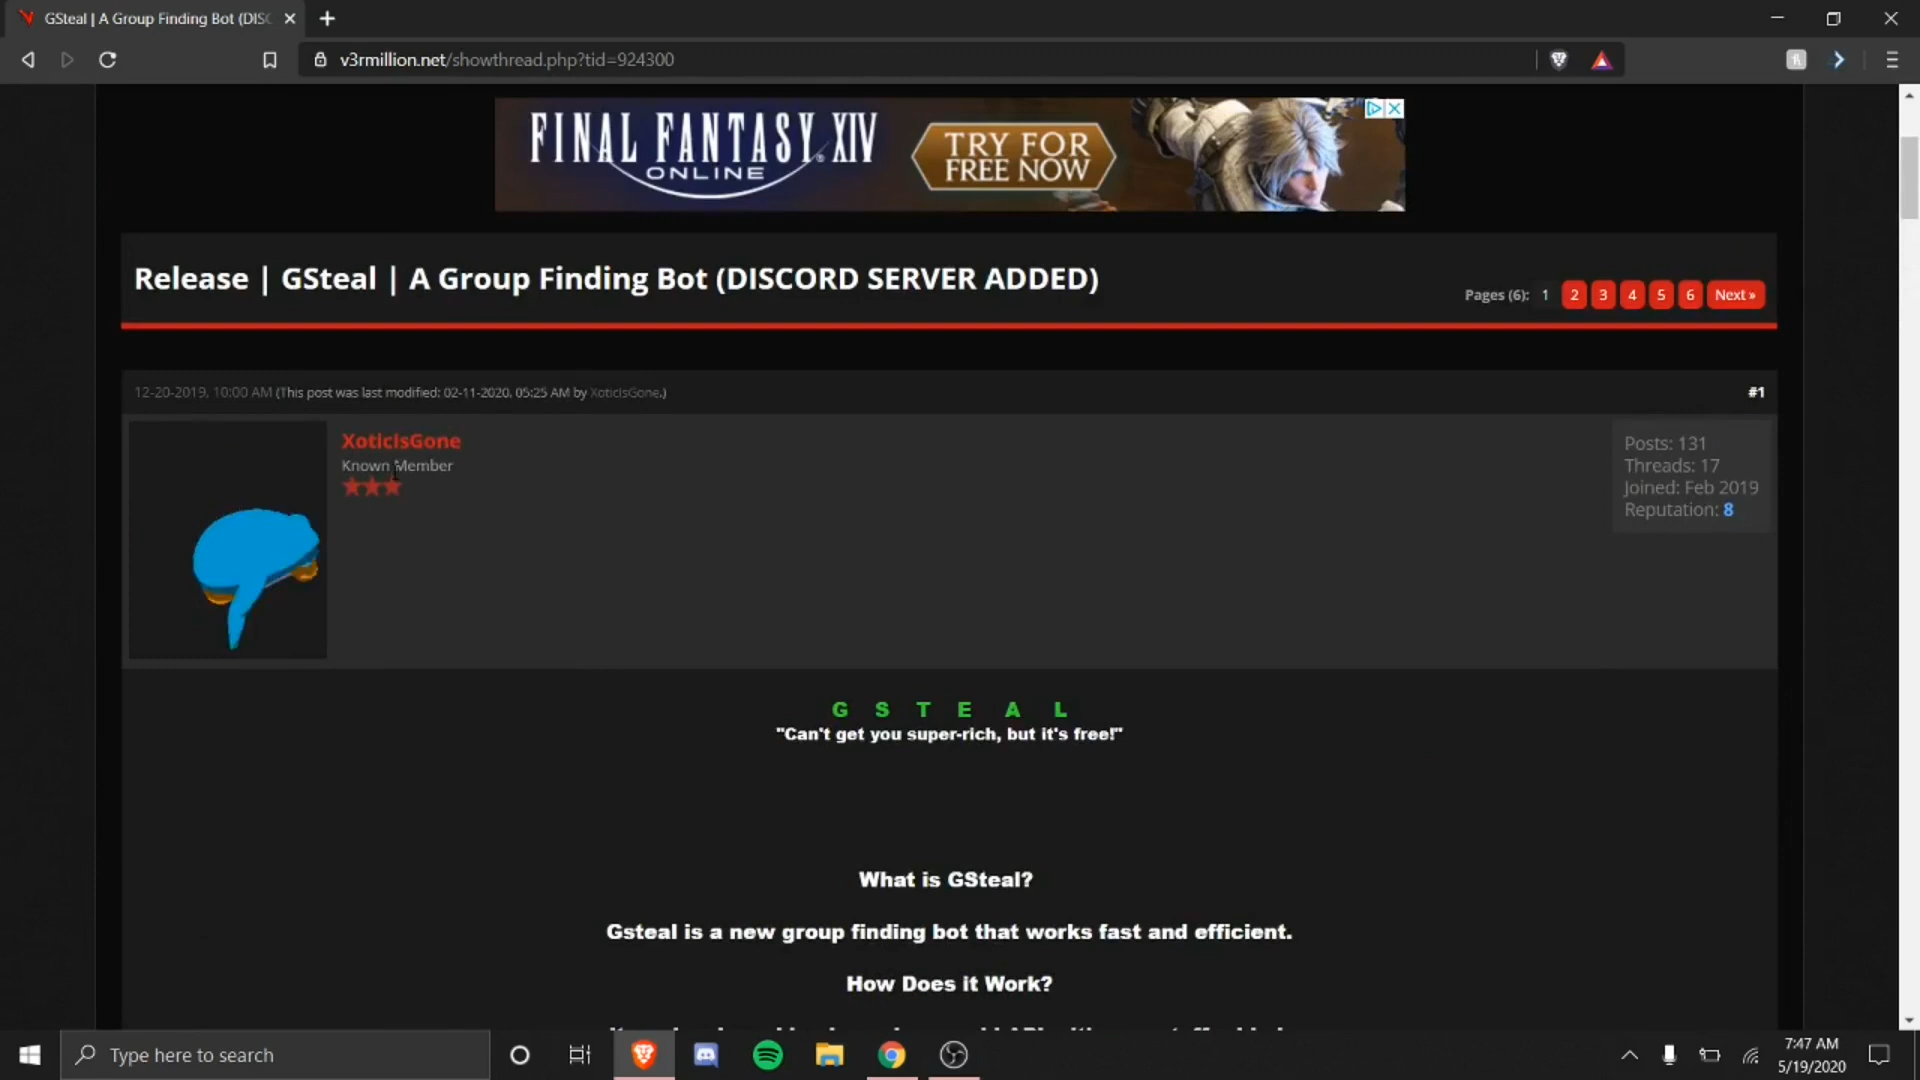 GSteal | A Group Finding Bot (DISC
v3rmillion.net/showthread.php?tid=924300
FINAL FANTASY XIV
ONLINE
TRY FOR
FREE NOW
Release | GSteal | A Group Finding Bot (DISCORD SERVER ADDED)
Pages (6): 1 2 3 4 5 6 Next »
12-20-2019, 10:00 AM (This post was last modified: 02-11-2020, 05:25 AM by XoticIsGone.)
#1
XoticIsGone
Known Member
Posts: 131
Threads: 17
Joined: Feb 2019
Reputation: 8
G S T E A L
"Can't get you super-rich, but it's free!"
What is GSteal?
Gsteal is a new group finding bot that works fast and efficient.
How Does it Work?
Type here to search
7:47 AM
5/19/2020